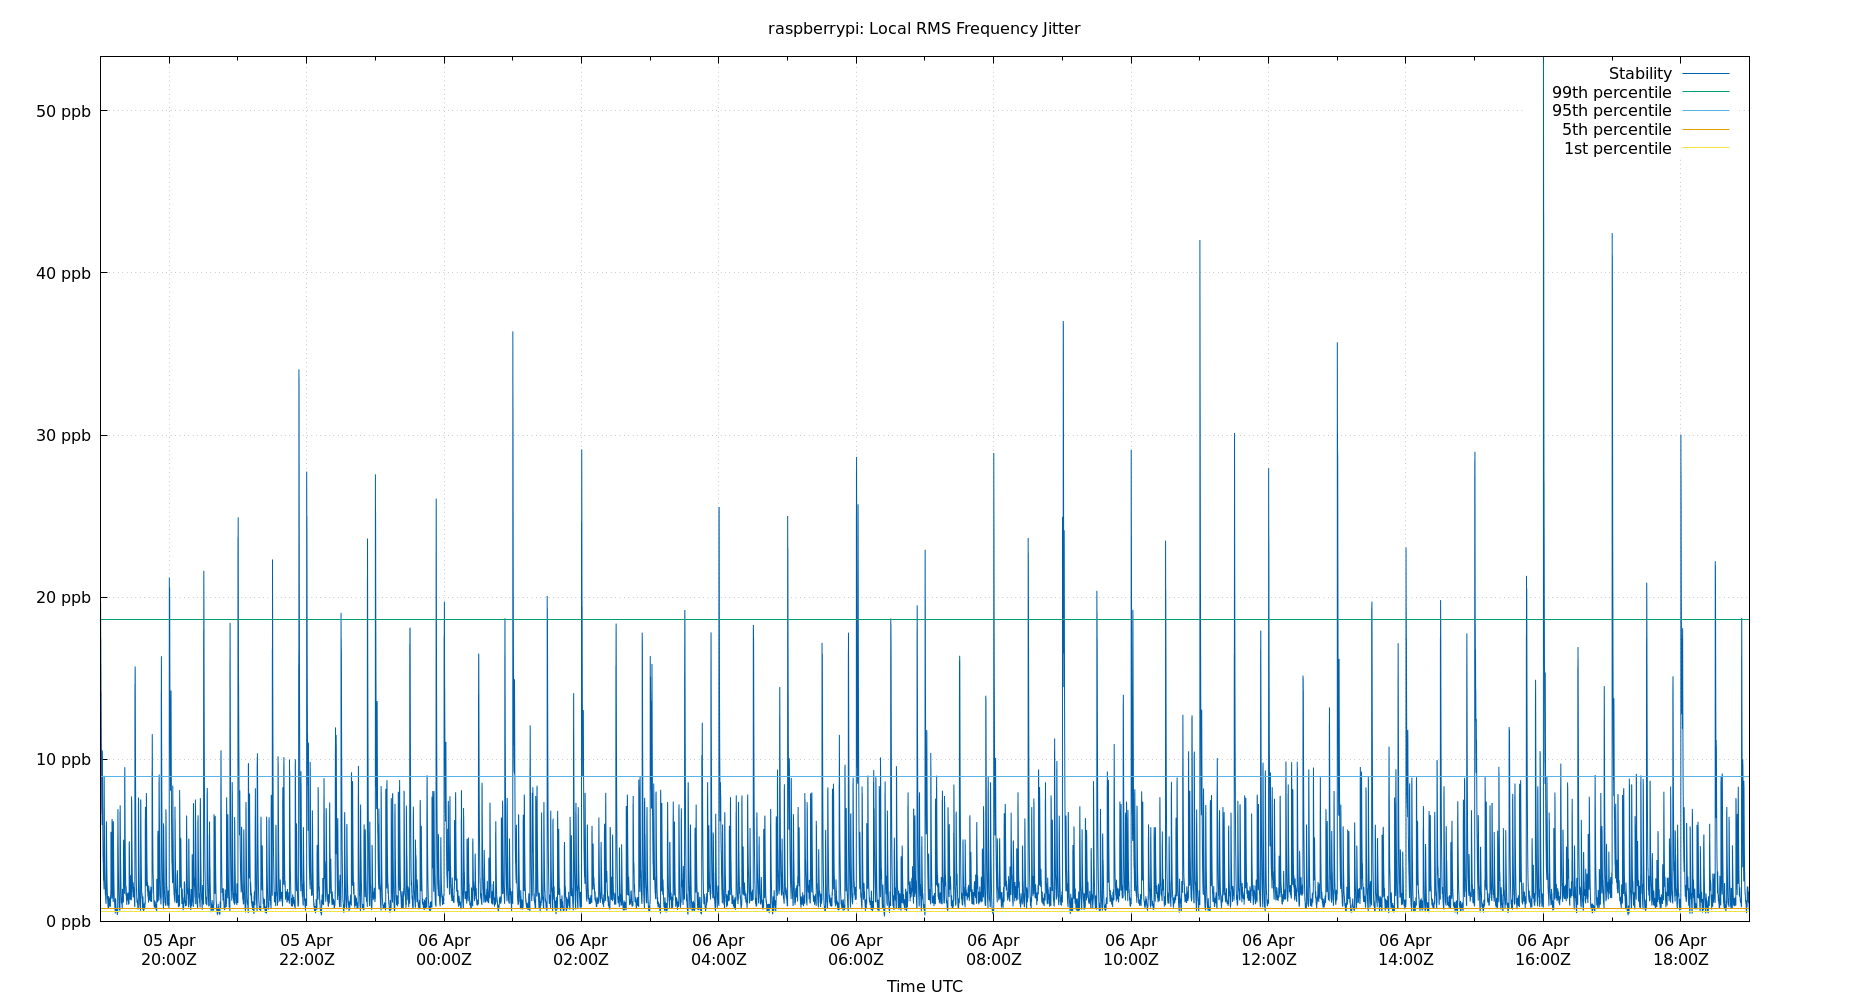 raspberrypi: Local RMS Frequency Jitter
Stability
99th percentile
95th percentile
5th percentile
1st percentile
50 ppb
40 ppb
30 ppb
20 ppb
10 ppb
0 ppb
05 Apr 05 Apr 06 Apr 06 Apr 06 Apr 06 Apr 06 Apr 06 Apr 06 Apr 06 Apr 06 Apr 06 Apr
20:00Z 22:00Z 00:00Z 02:00Z 04:00Z 06:00Z 08:00Z 10:00Z 12:00Z 14:00Z 16:00Z 18:00Z
Time UTC